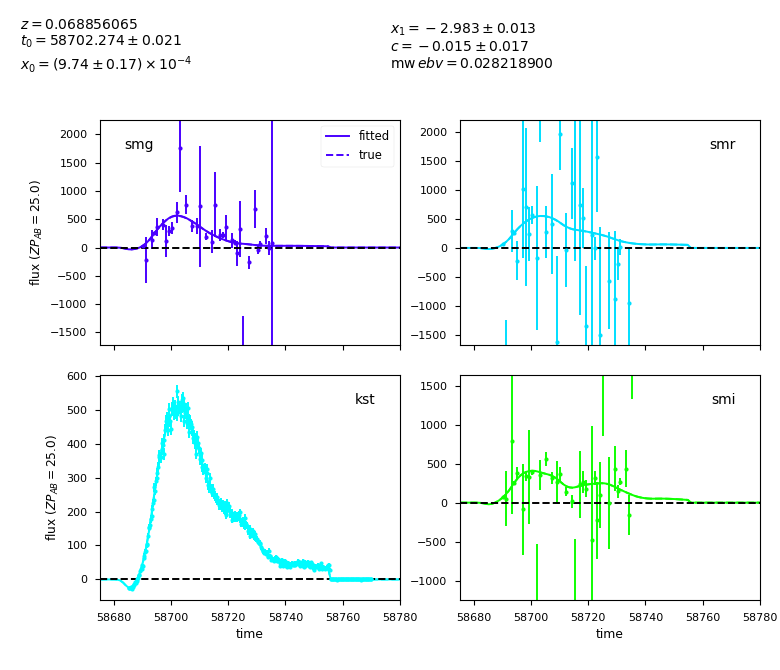 z = 0.068856065
t₀ = 58702.274 ± 0.021
x₀ = (9.74 ± 0.17) × 10⁻⁴
x₁ = −2.983 ± 0.013
c = −0.015 ± 0.017
mw ebv = 0.028218900
smg
fitted
true
flux (ZP_AB = 25.0)
2000
1500
1000
500
0
−500
−1000
−1500
smr
2000
1500
1000
500
0
−500
−1000
−1500
kst
flux (ZP_AB = 25.0)
600
500
400
300
200
100
0
58680 58700 58720 58740 58760 58780
time
smi
1500
1000
500
0
−500
−1000
58680 58700 58720 58740 58760 58780
time